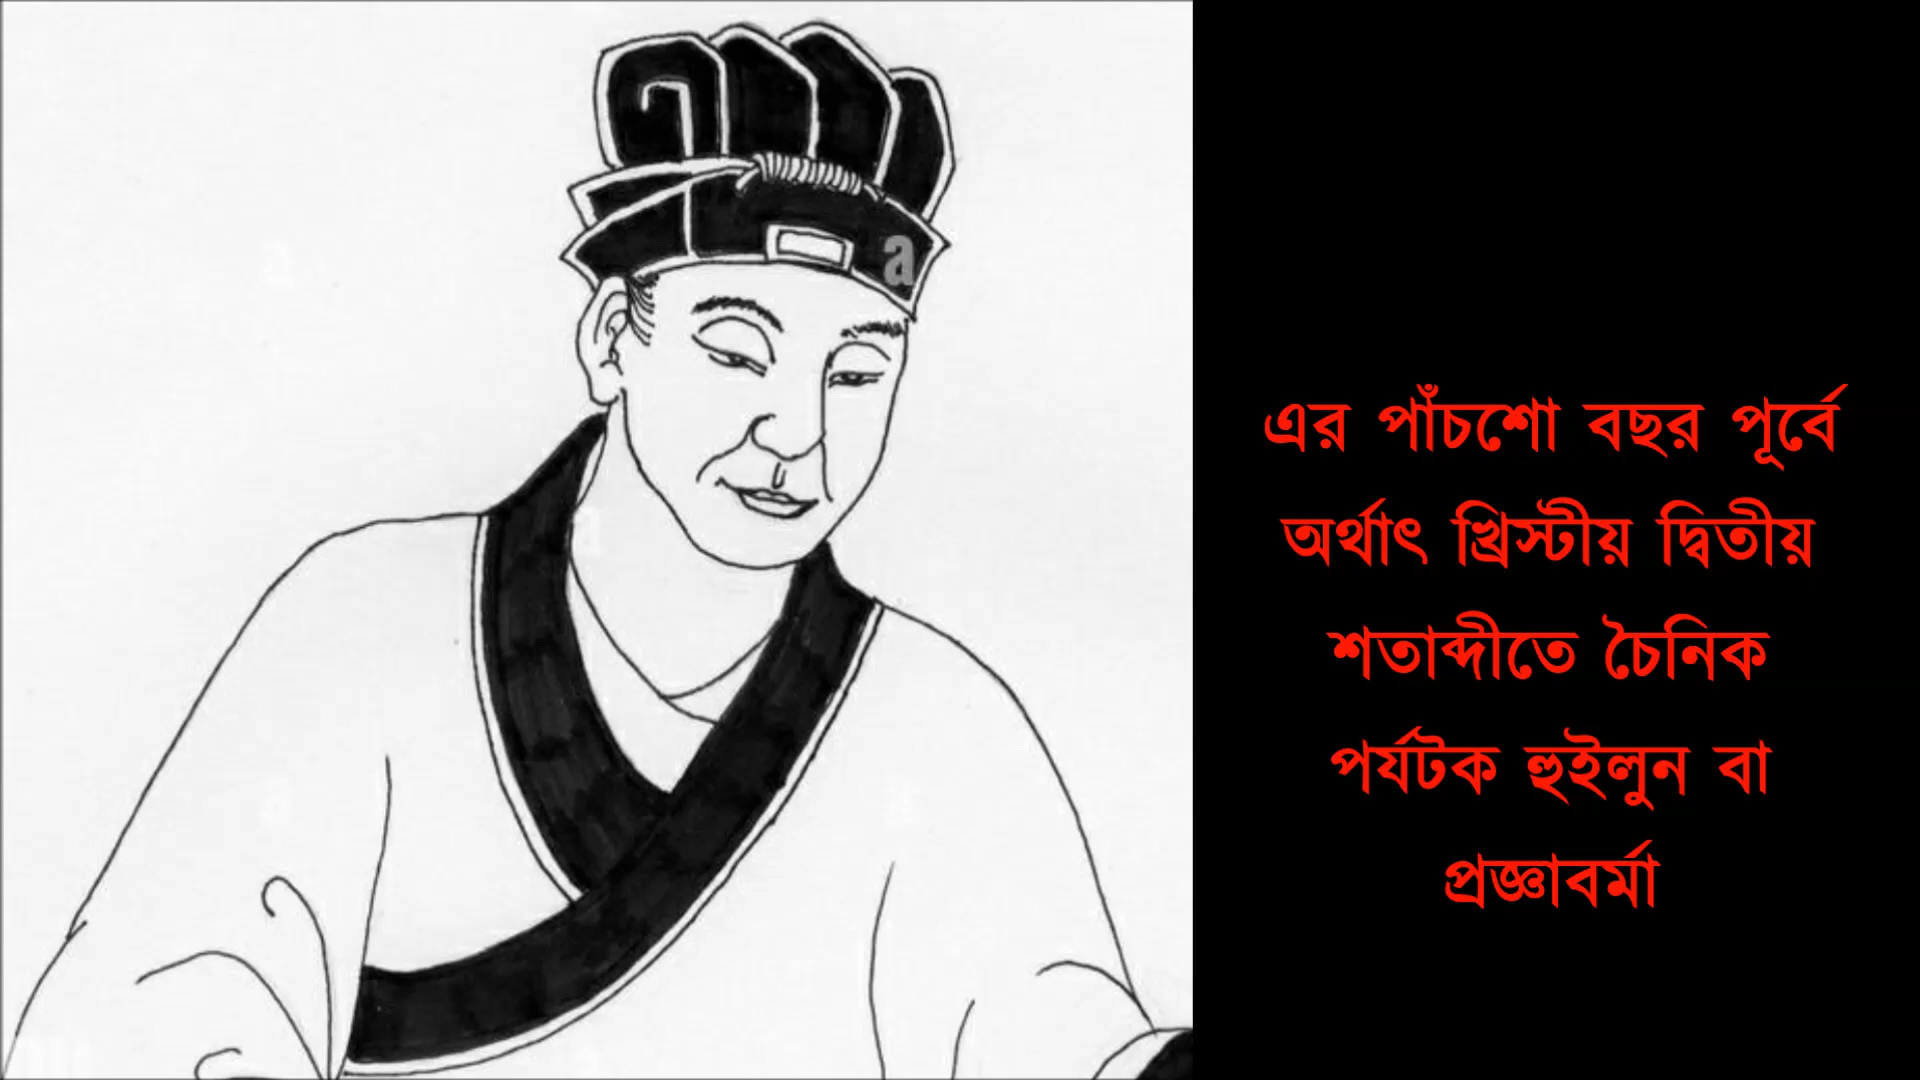 এর পাঁচশো বছর পূর্বে
অর্থাৎ খ্রিস্টীয় দ্বিতীয়
শতাব্দীতে চৈনিক
পর্যটক হুইলুন বা
প্রজ্ঞাবর্মা
a